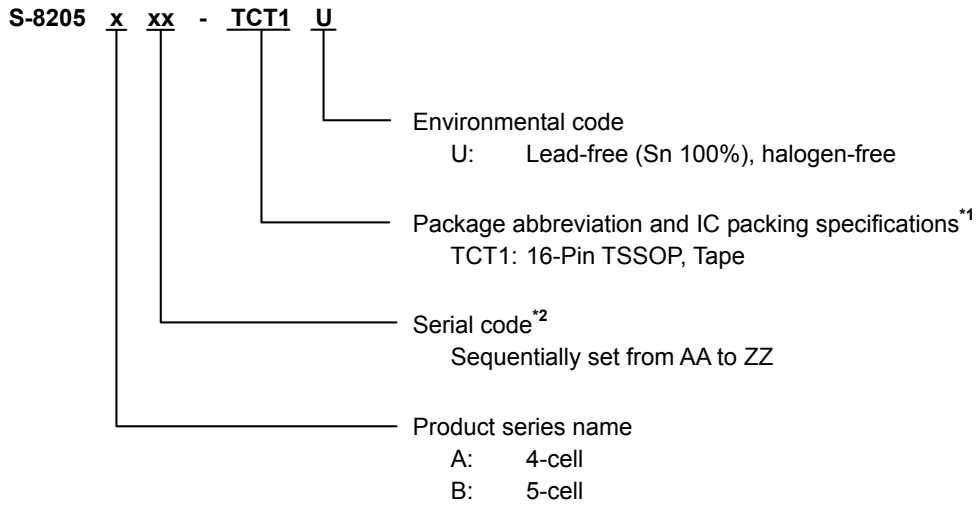 S-8205 x xx - TCT1 U
Environmental code
U: Lead-free (Sn 100%), halogen-free
Package abbreviation and IC packing specifications*1
TCT1: 16-Pin TSSOP, Tape
Serial code*2
Sequentially set from AA to ZZ
Product series name
A: 4-cell
B: 5-cell